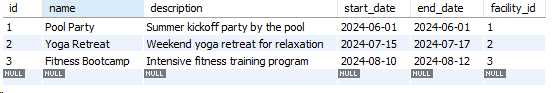 id name description start_date end_date facility_id
1 Pool Party Summer kickoff party by the pool 2024-06-01 2024-06-01 1
2 Yoga Retreat Weekend yoga retreat for relaxation 2024-07-15 2024-07-17 2
3 Fitness Bootcamp Intensive fitness training program 2024-08-10 2024-08-12 3
NULL NULL NULL NULL NULL NULL